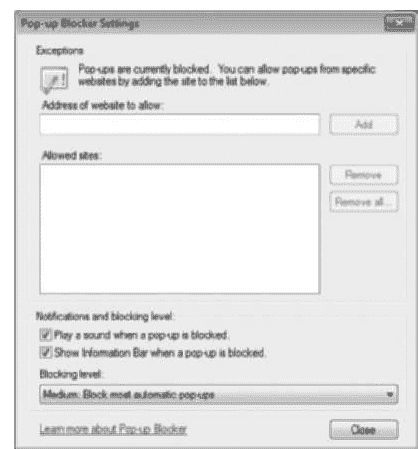 Pop-up Blocker Settings
Exceptions
Pop-ups are currently blocked. You can allow pop-ups from specific
websites by adding the site to the list below.
Address of website to allow:
Add
Allowed sites:
Remove
Remove all...
Notifications and blocking level:
Play a sound when a pop-up is blocked.
Show Information Bar when a pop-up is blocked.
Blocking level:
Medium: Block most automatic pop-ups
Learn more about Pop-up Blocker
Close